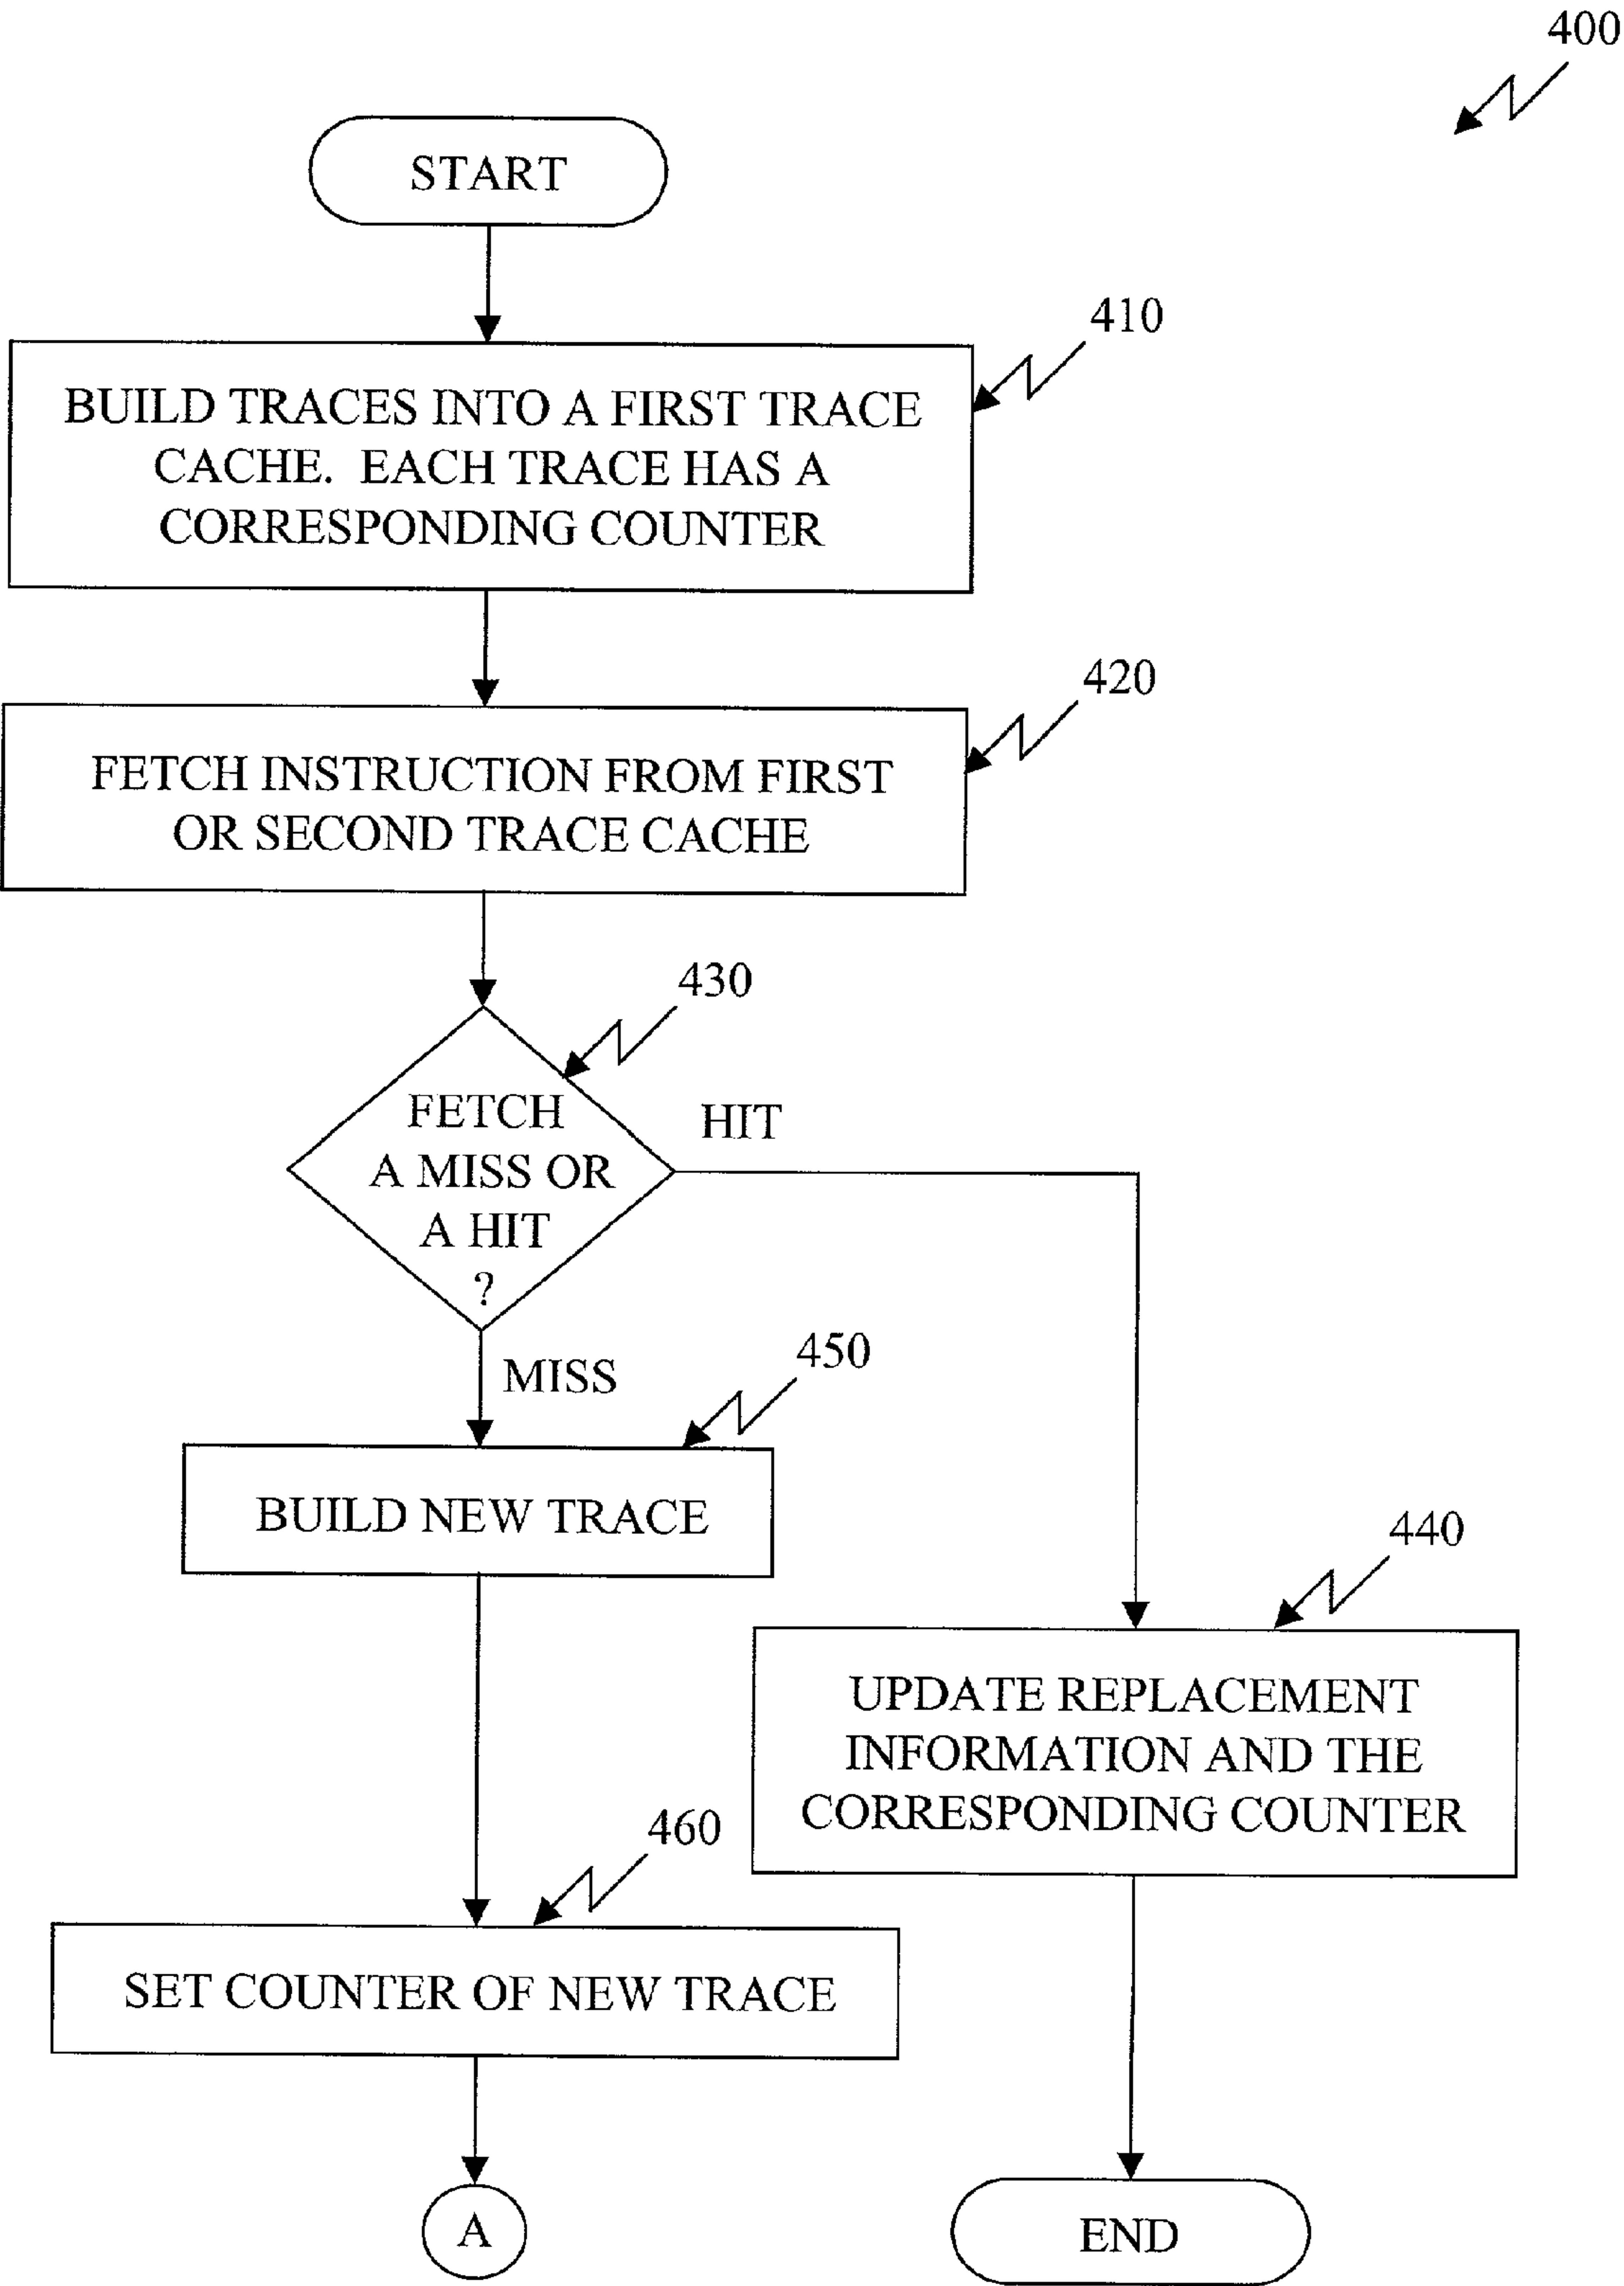 400
START
410
BUILD TRACES INTO A FIRST TRACE
CACHE. EACH TRACE HAS A
CORRESPONDING COUNTER
420
FETCH INSTRUCTION FROM FIRST
OR SECOND TRACE CACHE
430
FETCH
A MISS OR
A HIT
?
HIT
MISS
450
BUILD NEW TRACE
440
UPDATE REPLACEMENT
INFORMATION AND THE
CORRESPONDING COUNTER
460
SET COUNTER OF NEW TRACE
A
END